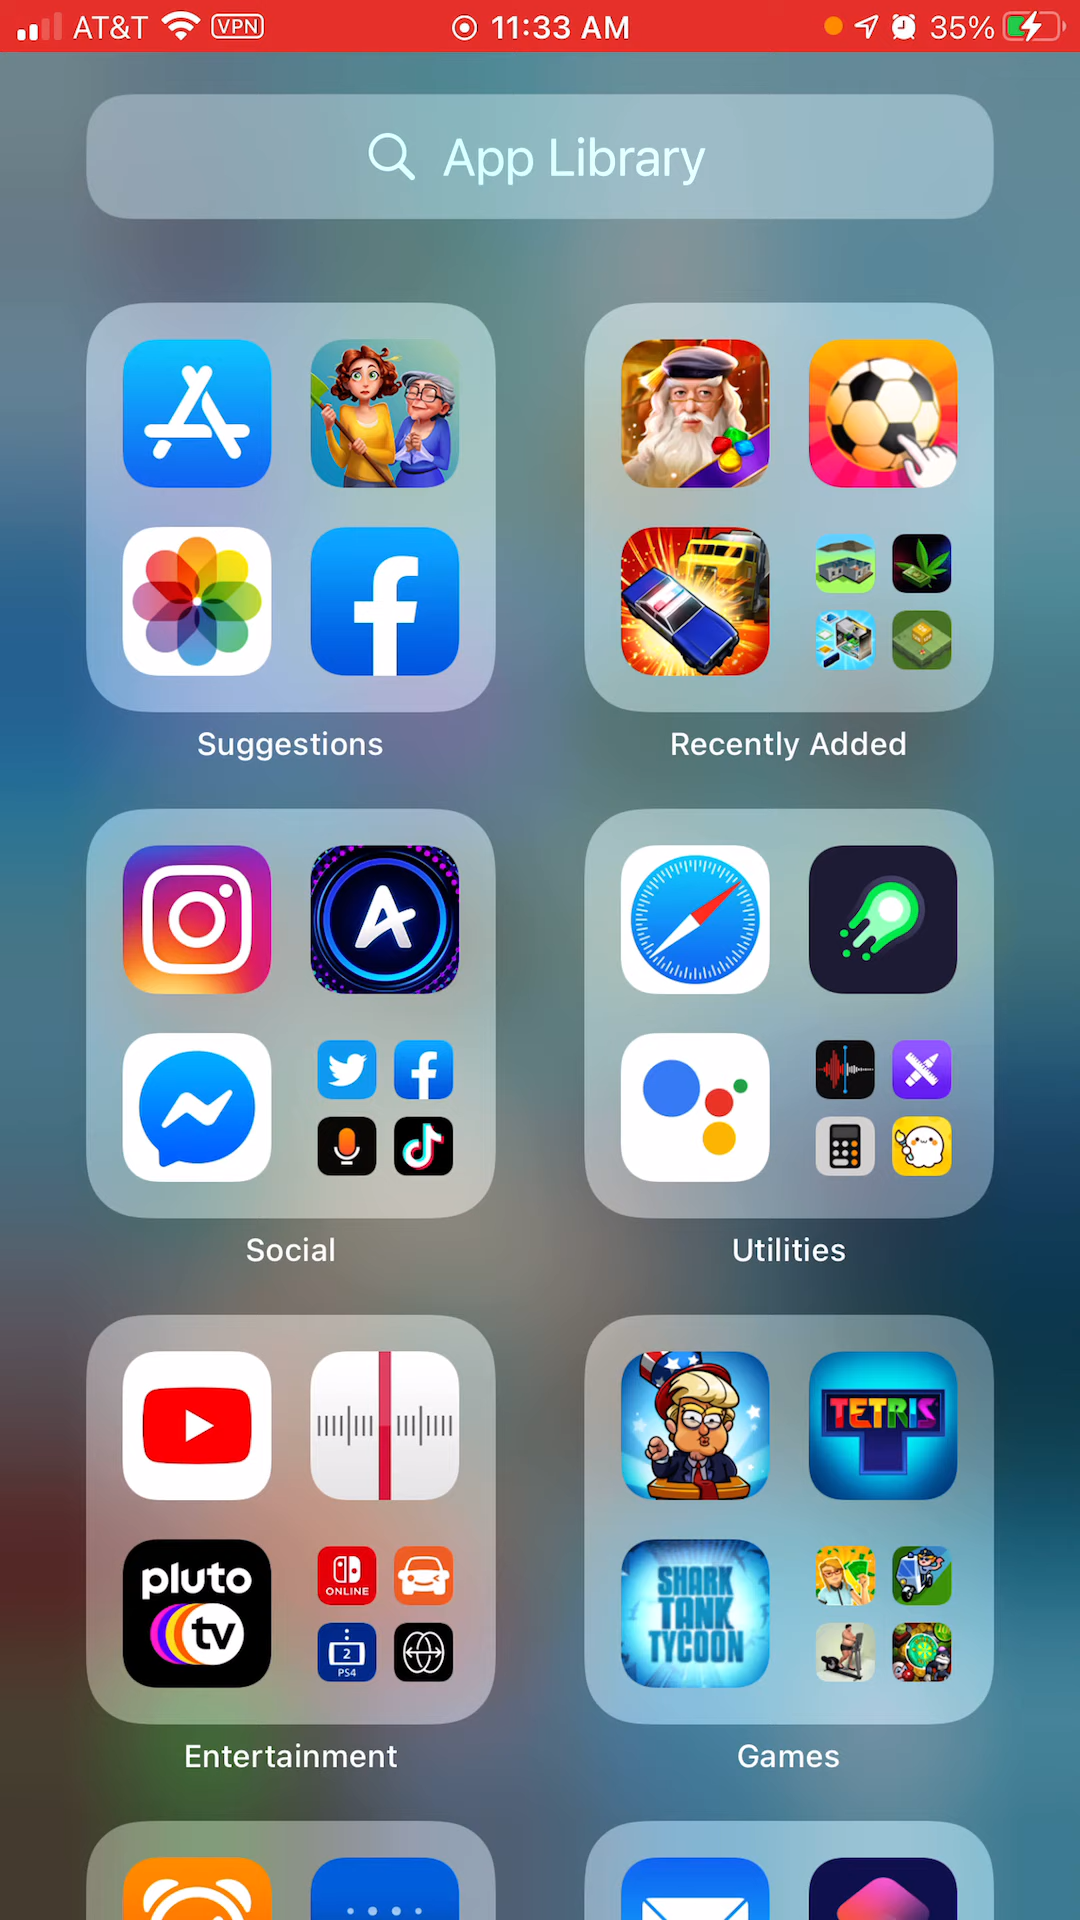 AT&T VPN 11:33 AM 35%
App Library
Suggestions
Recently Added
Social
Utilities
TETRIS
pluto tv
ONLINE
2
PS4
SHARK
TANK
TYCOON
Entertainment
Games